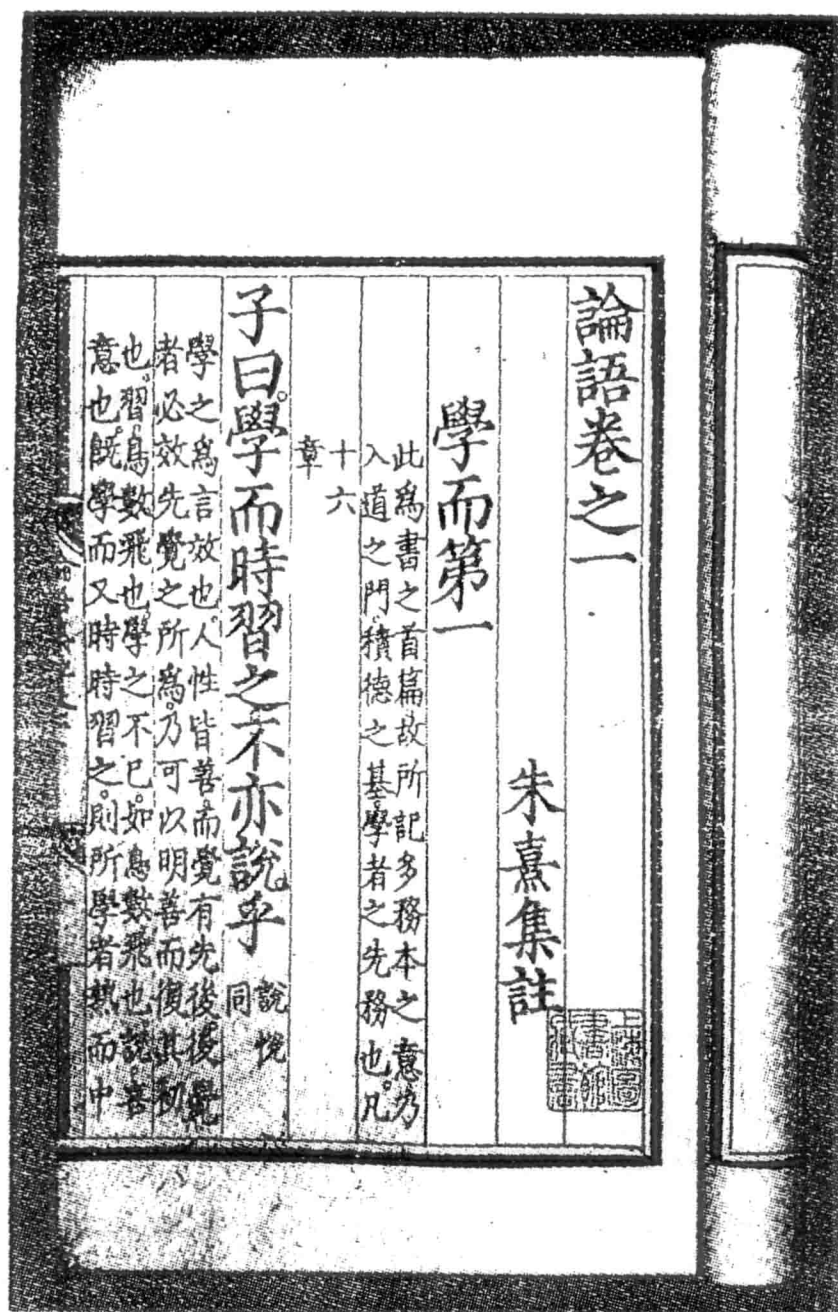 論語卷之一
朱熹集註
學而第一
此爲書之首篇故所記多務本之意乃
入道之門。積德之基。學者之先務也。凡
十六
章
子曰。學而時習之不亦說乎
說悅
同
學之爲言效也。人性皆善。而覺有先後。後覺
者必效先覺之所爲。乃可以明善而復其初
也。習。鳥數飛也。學之不已。如鳥數飛也。說。喜
意也。旣學而又時時習之。則所學者熟。而中